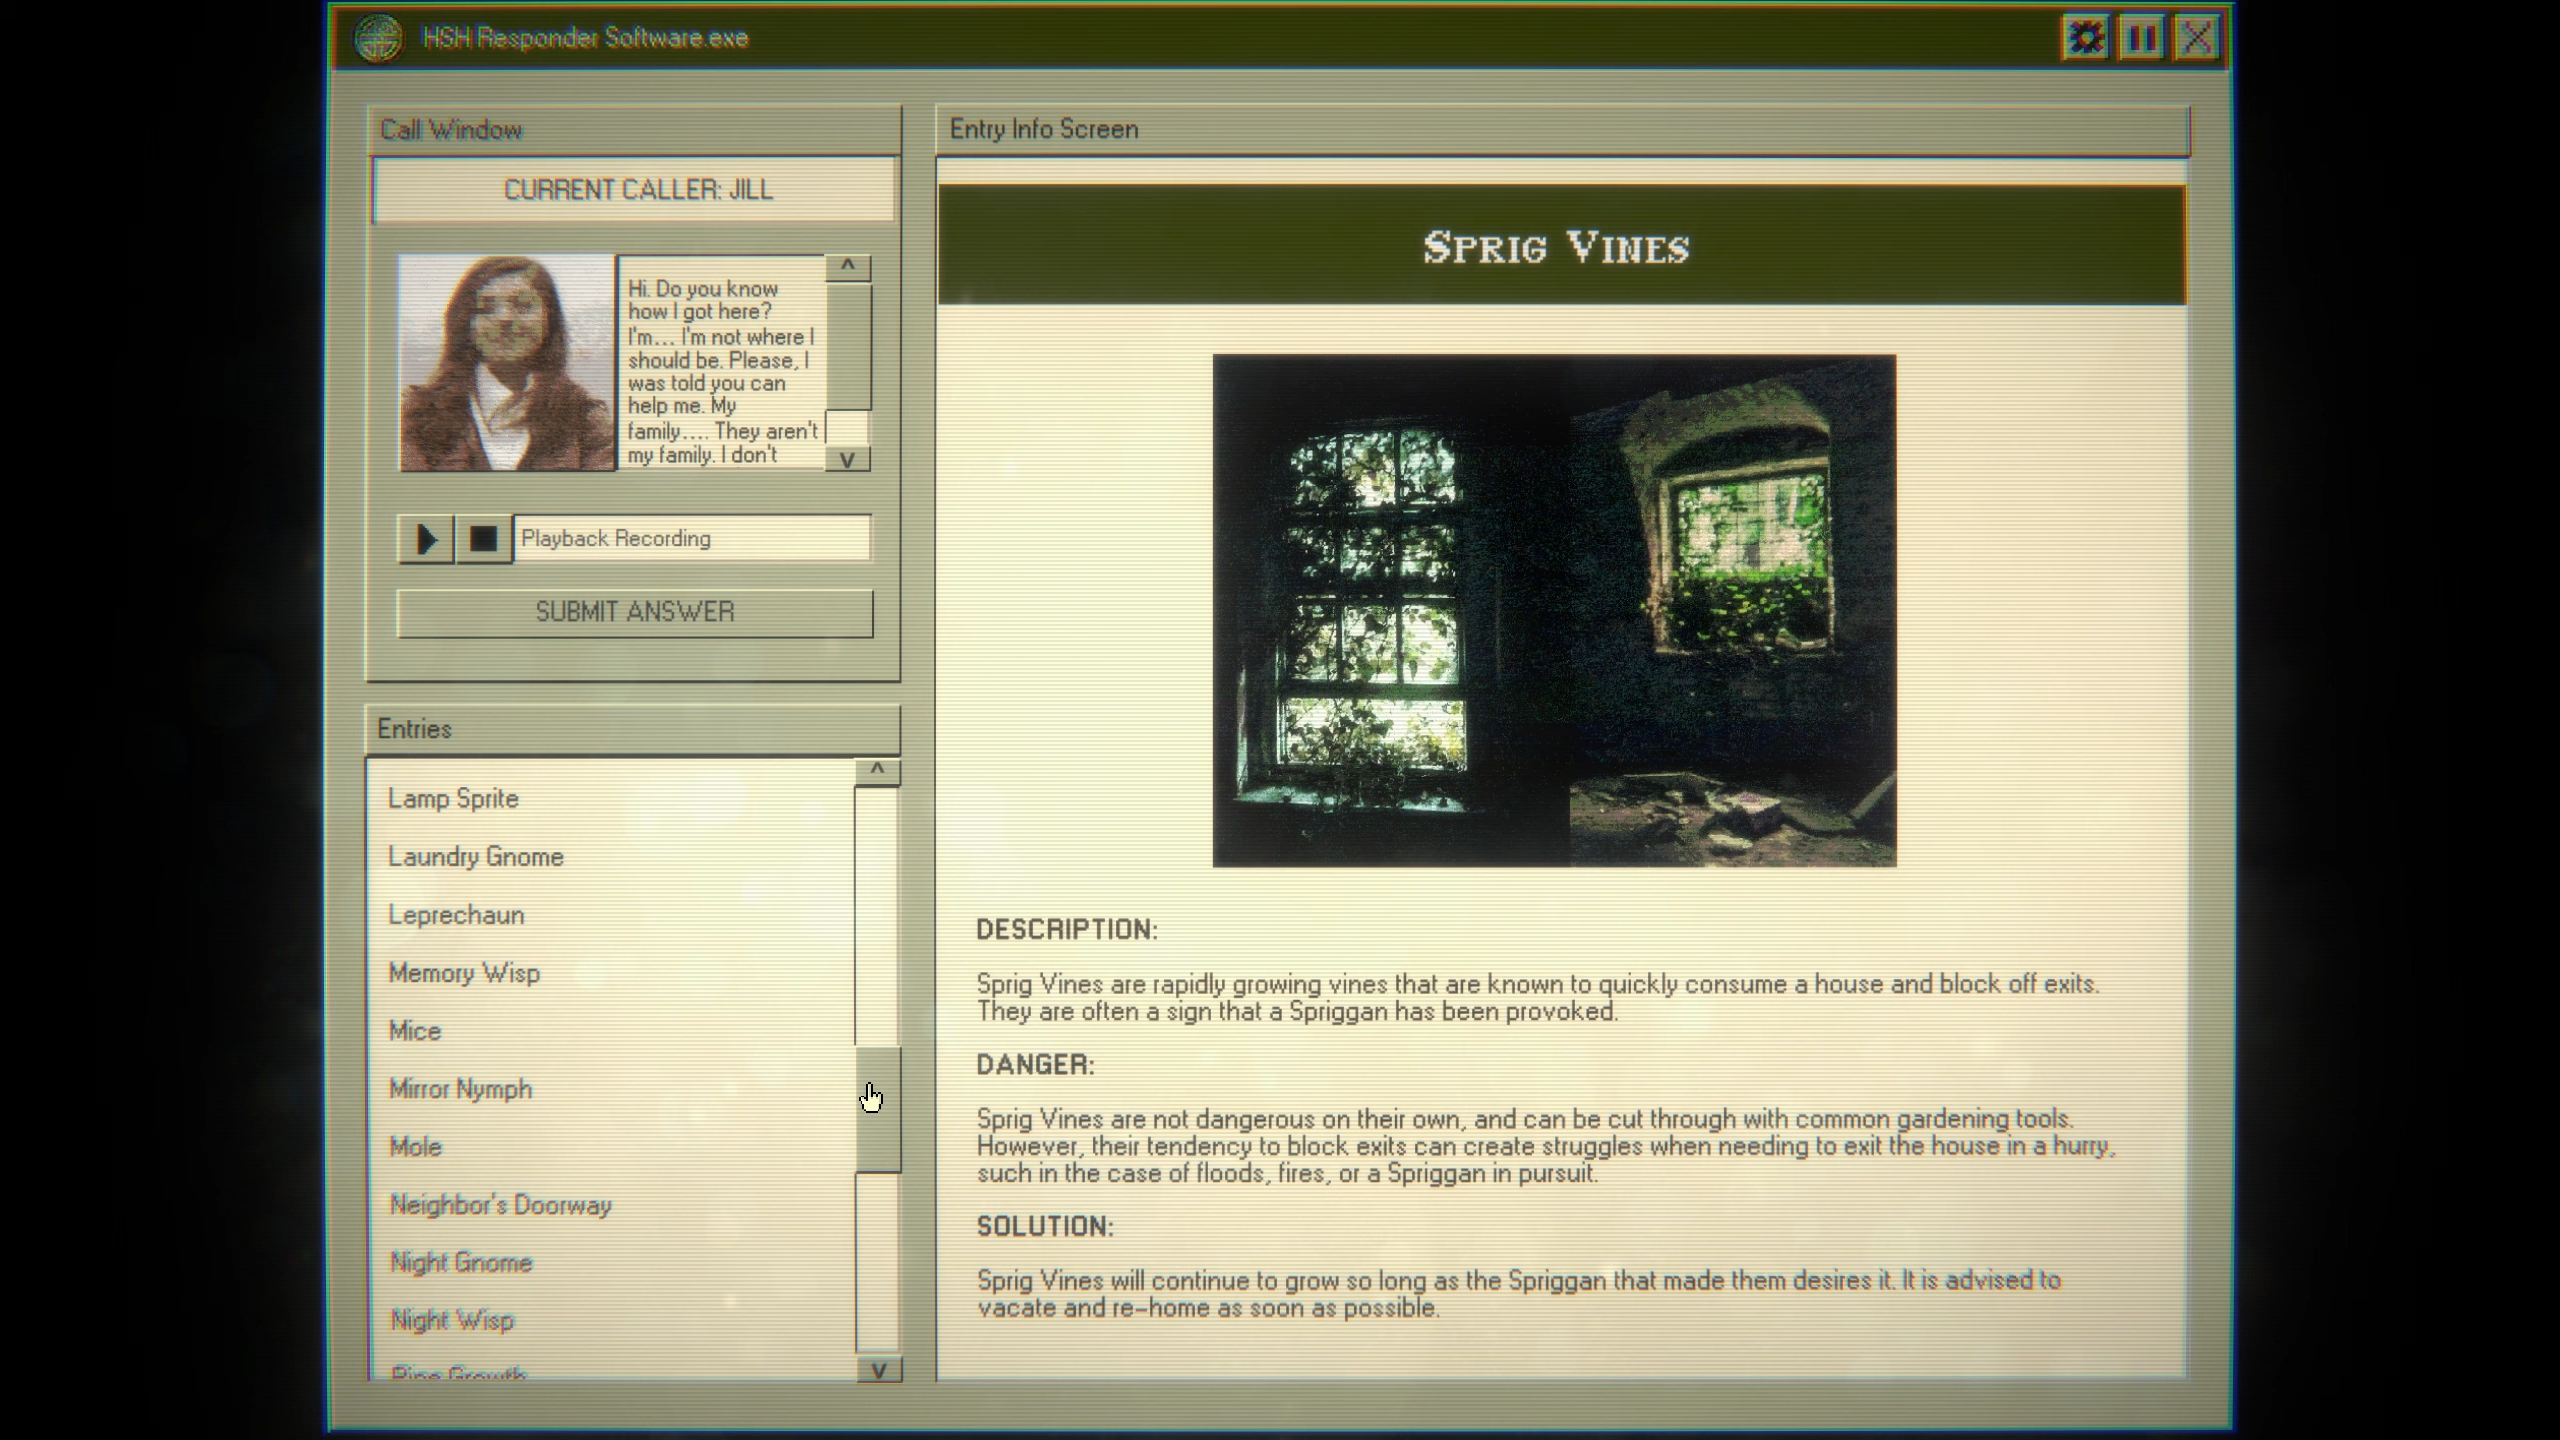 HSH Responder Software.exe
Call Window
CURRENT CALLER: JILL
Hi. Do you know
how I got here?
I'm... I'm not where I
should be. Please, I
was told you can
help me. My
family.... They aren't
my family. I don't
Playback Recording
SUBMIT ANSWER
Entries
Lamp Sprite
Laundry Gnome
Leprechaun
Memory Wisp
Mice
Mirror Nymph
Mole
Neighbor's Doorway
Night Gnome
Night Wisp
Pipe Growth
Entry Info Screen
SPRIG VINES
DESCRIPTION:
Sprig Vines are rapidly growing vines that are known to quickly consume a house and block off exits.
They are often a sign that a Spriggan has been provoked.
DANGER:
Sprig Vines are not dangerous on their own, and can be cut through with common gardening tools.
However, their tendency to block exits can create struggles when needing to exit the house in a hurry,
such in the case of floods, fires, or a Spriggan in pursuit.
SOLUTION:
Sprig Vines will continue to grow so long as the Spriggan that made them desires it. It is advised to
vacate and re-home as soon as possible.